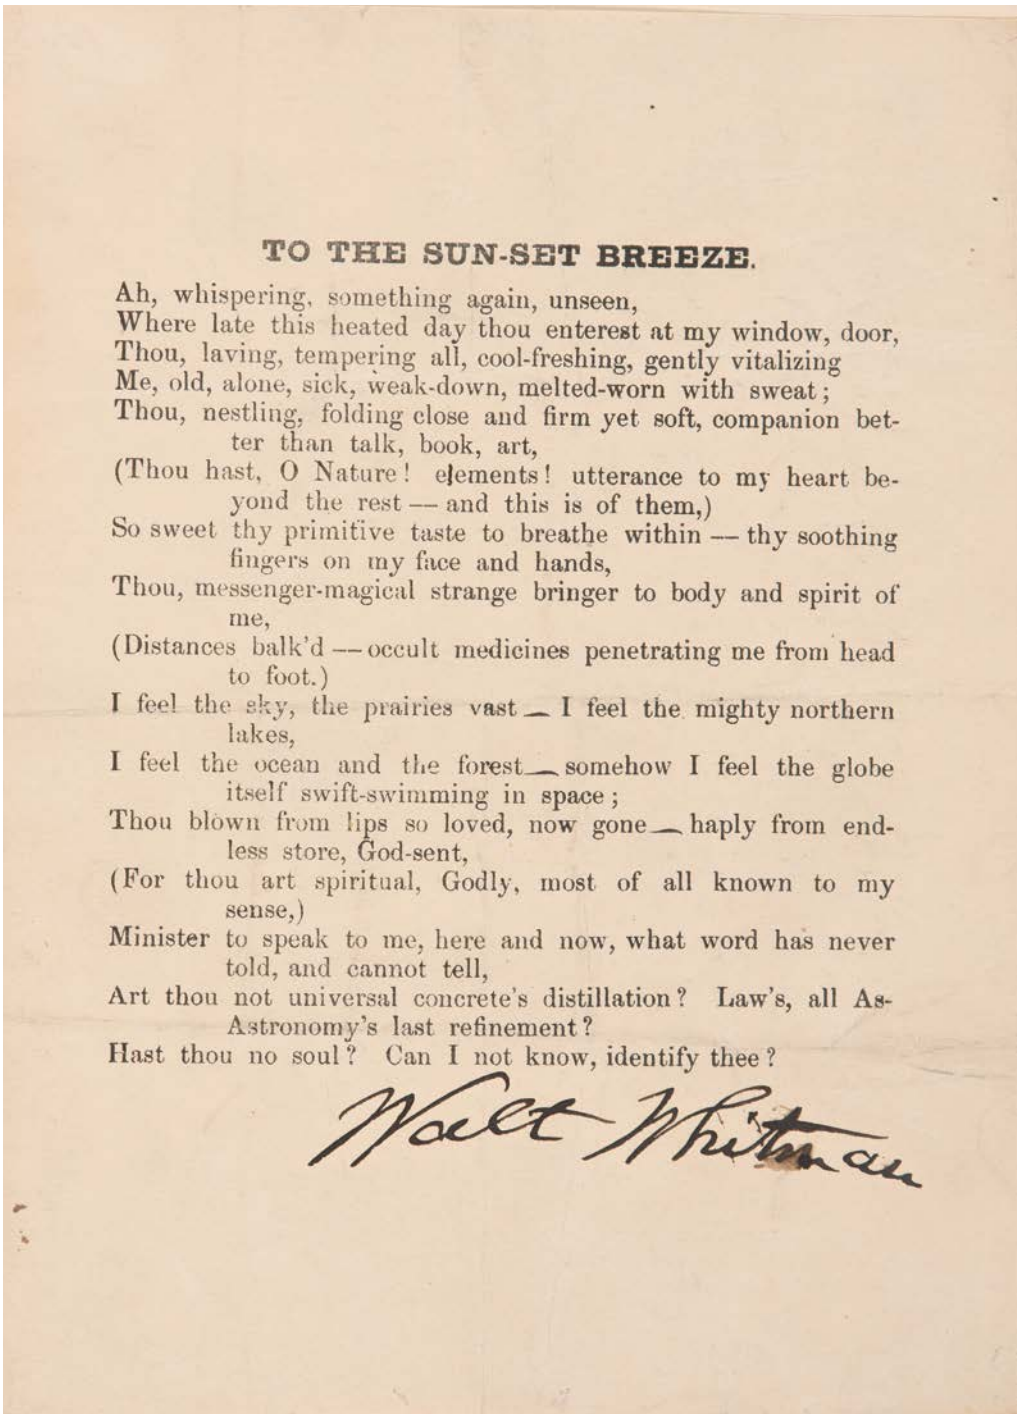 TO THE SUN-SET BREEZE.
Ah, whispering, something again, unseen,
Where late this heated day thou enterest at my window, door,
Thou, laving, tempering all, cool-freshing, gently vitalizing
Me, old, alone, sick, weak-down, melted-worn with sweat;
Thou, nestling, folding close and firm yet soft, companion bet-
ter than talk, book, art,
(Thou hast, O Nature! elements! utterance to my heart be-
yond the rest — and this is of them,)
So sweet thy primitive taste to breathe within — thy soothing
fingers on my face and hands,
Thou, messenger-magical strange bringer to body and spirit of
me,
(Distances balk'd — occult medicines penetrating me from head
to foot.)
I feel the sky, the prairies vast — I feel the mighty northern
lakes,
I feel the ocean and the forest — somehow I feel the globe
itself swift-swimming in space;
Thou blown from lips so loved, now gone — haply from end-
less store, God-sent,
(For thou art spiritual, Godly, most of all known to my
sense,)
Minister to speak to me, here and now, what word has never
told, and cannot tell,
Art thou not universal concrete's distillation? Law's, all As-
Astronomy's last refinement?
Hast thou no soul? Can I not know, identify thee?
Walt Whitman